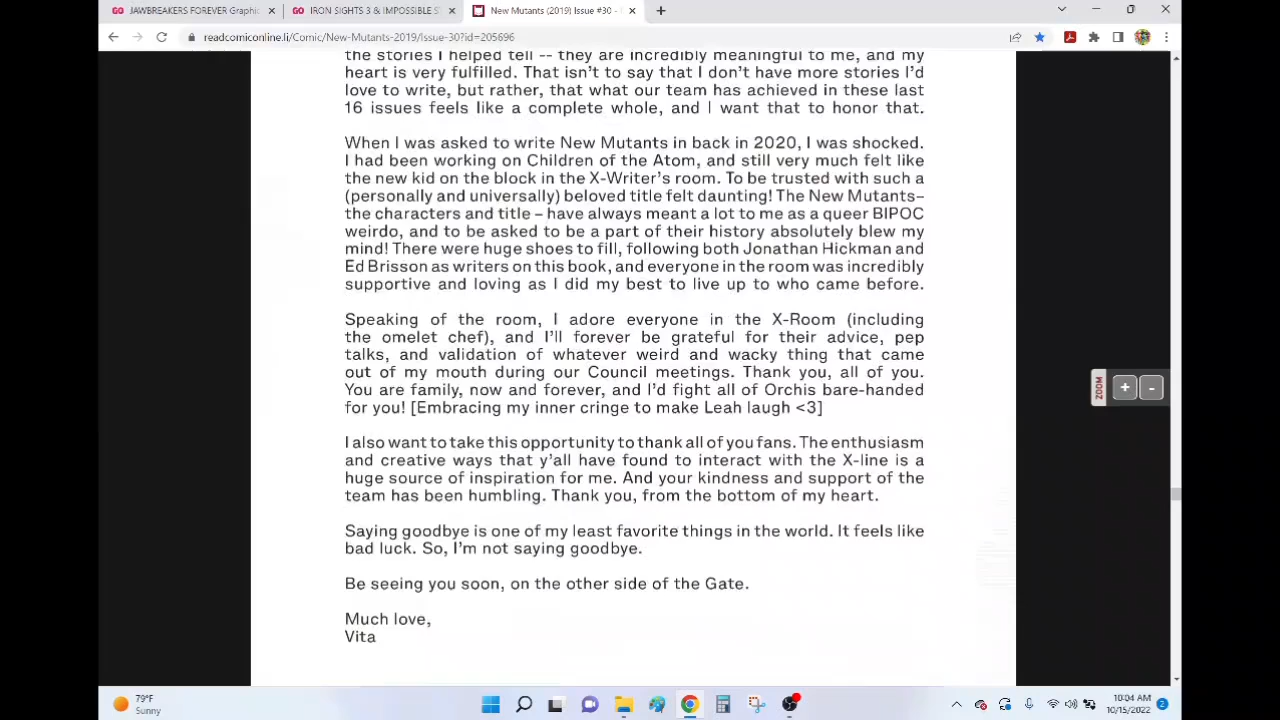 JAWBREAKERS FOREVER Graphic
IRON SIGHTS 3 & IMPOSSIBLE S
New Mutants (2019) Issue #30 -
readcomiconline.li/Comic/New-Mutants-2019/Issue-30?id=205696
the stories I helped tell -- they are incredibly meaningful to me, and my
heart is very fulfilled. That isn't to say that I don't have more stories I'd
love to write, but rather, that what our team has achieved in these last
16 issues feels like a complete whole, and I want that to honor that.
When I was asked to write New Mutants in back in 2020, I was shocked.
I had been working on Children of the Atom, and still very much felt like
the new kid on the block in the X-Writer's room. To be trusted with such a
(personally and universally) beloved title felt daunting! The New Mutants–
the characters and title – have always meant a lot to me as a queer BIPOC
weirdo, and to be asked to be a part of their history absolutely blew my
mind! There were huge shoes to fill, following both Jonathan Hickman and
Ed Brisson as writers on this book, and everyone in the room was incredibly
supportive and loving as I did my best to live up to who came before.
Speaking of the room, I adore everyone in the X-Room (including
the omelet chef), and I'll forever be grateful for their advice, pep
talks, and validation of whatever weird and wacky thing that came
out of my mouth during our Council meetings. Thank you, all of you.
You are family, now and forever, and I'd fight all of Orchis bare-handed
for you! [Embracing my inner cringe to make Leah laugh <3]
I also want to take this opportunity to thank all of you fans. The enthusiasm
and creative ways that y'all have found to interact with the X-line is a
huge source of inspiration for me. And your kindness and support of the
team has been humbling. Thank you, from the bottom of my heart.
Saying goodbye is one of my least favorite things in the world. It feels like
bad luck. So, I'm not saying goodbye.
Be seeing you soon, on the other side of the Gate.
Much love,
Vita
ZOOM
+
-
79°F
Sunny
10:04 AM
10/15/2022
2